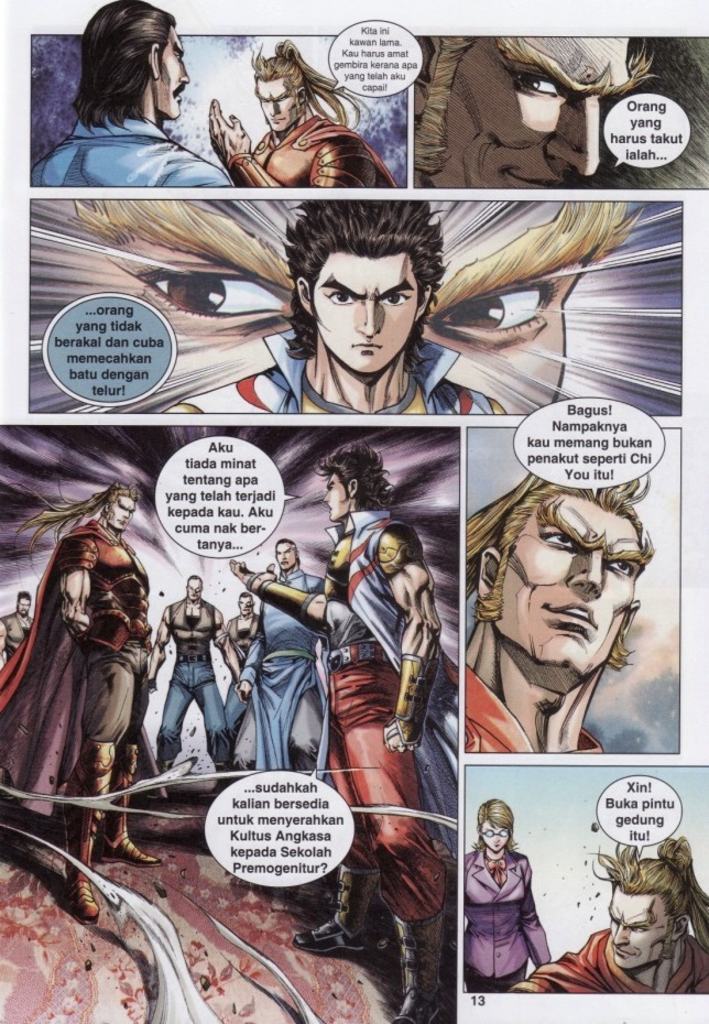 Kita ini
kawan lama.
Kau harus amat
gembira kerana apa
yang telah aku
capai!
Orang
yang
harus takut
ialah...
...orang
yang tidak
berakal dan cuba
memecahkan
batu dengan
telur!
Aku
tiada minat
tentang apa
yang telah terjadi
kepada kau. Aku
cuma nak ber-
tanya...
Bagus!
Nampaknya
kau memang bukan
penakut seperti Chi
You itu!
...sudahkah
kalian bersedia
untuk menyerahkan
Kultus Angkasa
kepada Sekolah
Premogenitur?
Xin!
Buka pintu
gedung
itu!
13